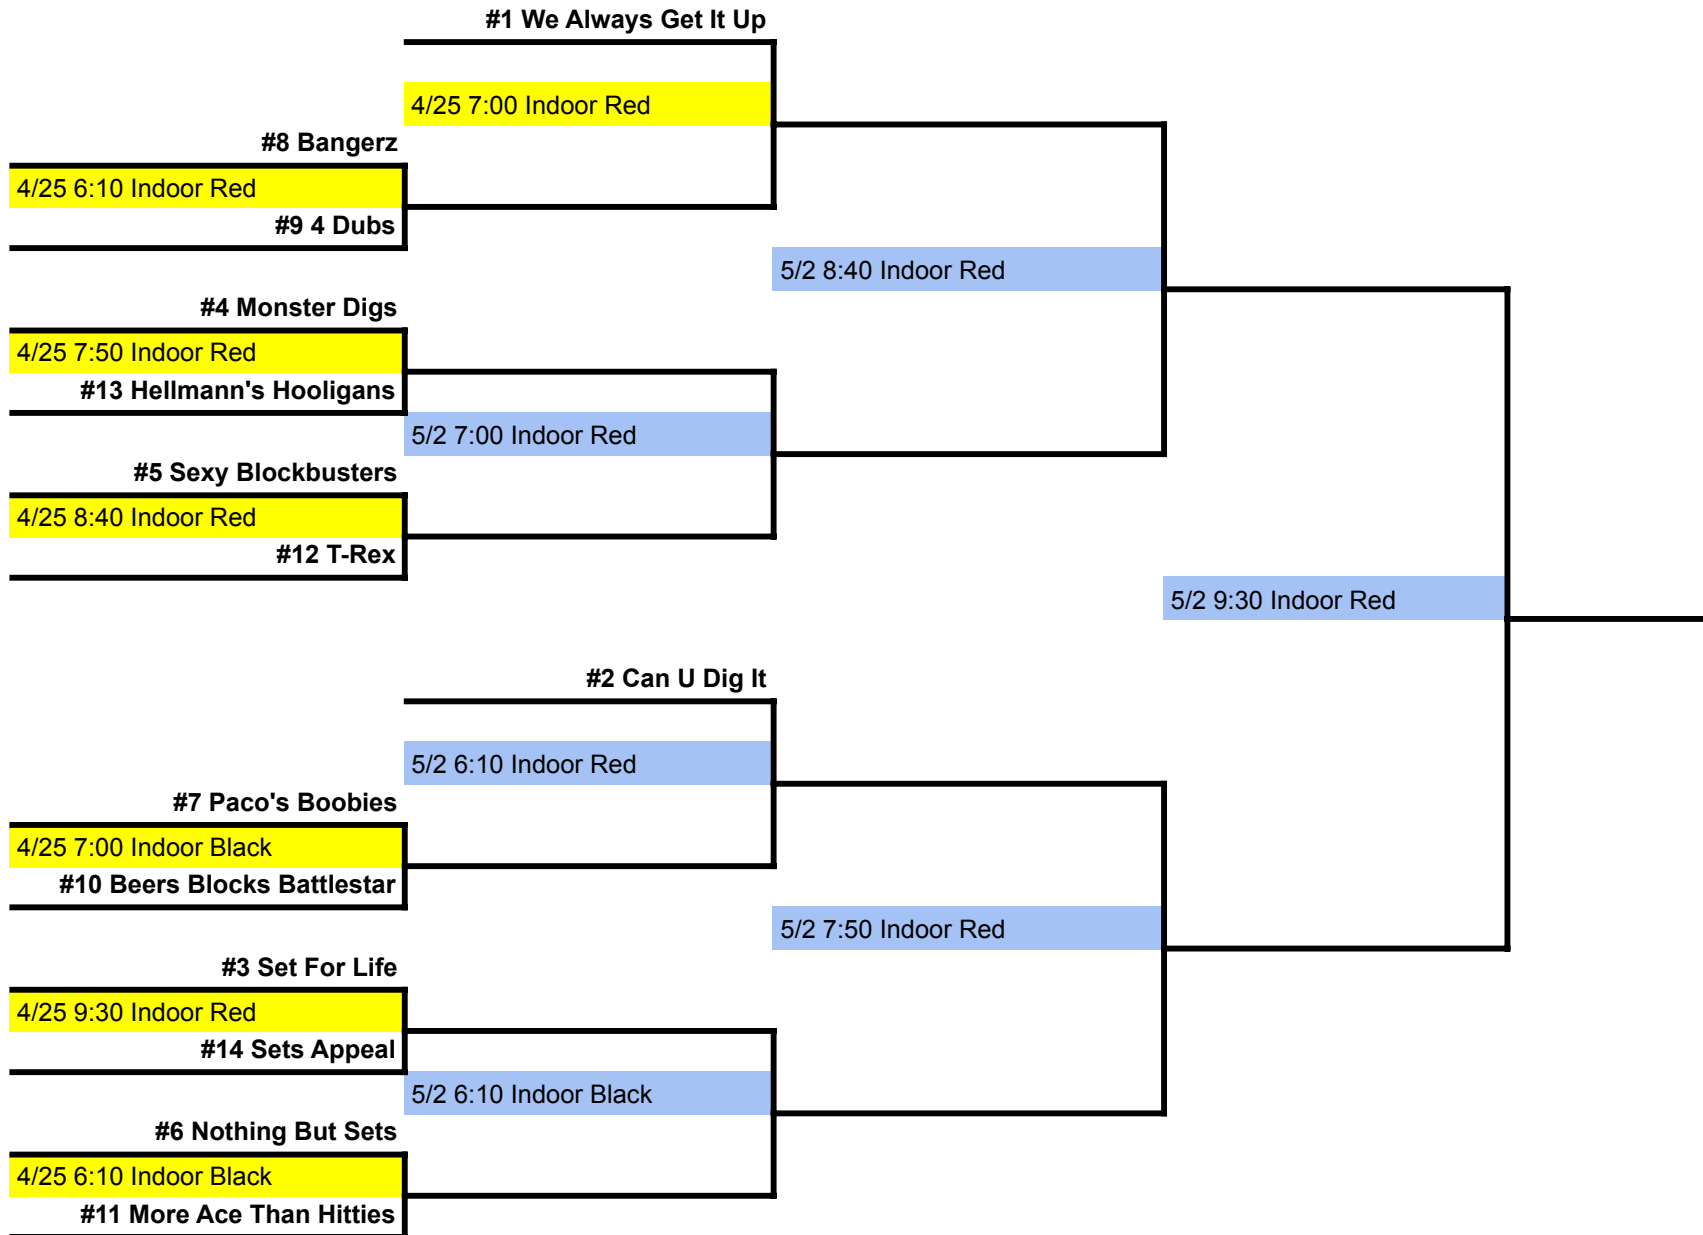 #1 We Always Get It Up
4/25 7:00 Indoor Red
#8 Bangerz
4/25 6:10 Indoor Red
#9 4 Dubs
5/2 8:40 Indoor Red
#4 Monster Digs
4/25 7:50 Indoor Red
#13 Hellmann's Hooligans
5/2 7:00 Indoor Red
#5 Sexy Blockbusters
4/25 8:40 Indoor Red
#12 T-Rex
5/2 9:30 Indoor Red
#2 Can U Dig It
5/2 6:10 Indoor Red
#7 Paco's Boobies
4/25 7:00 Indoor Black
#10 Beers Blocks Battlestar
5/2 7:50 Indoor Red
#3 Set For Life
4/25 9:30 Indoor Red
#14 Sets Appeal
5/2 6:10 Indoor Black
#6 Nothing But Sets
4/25 6:10 Indoor Black
#11 More Ace Than Hitties